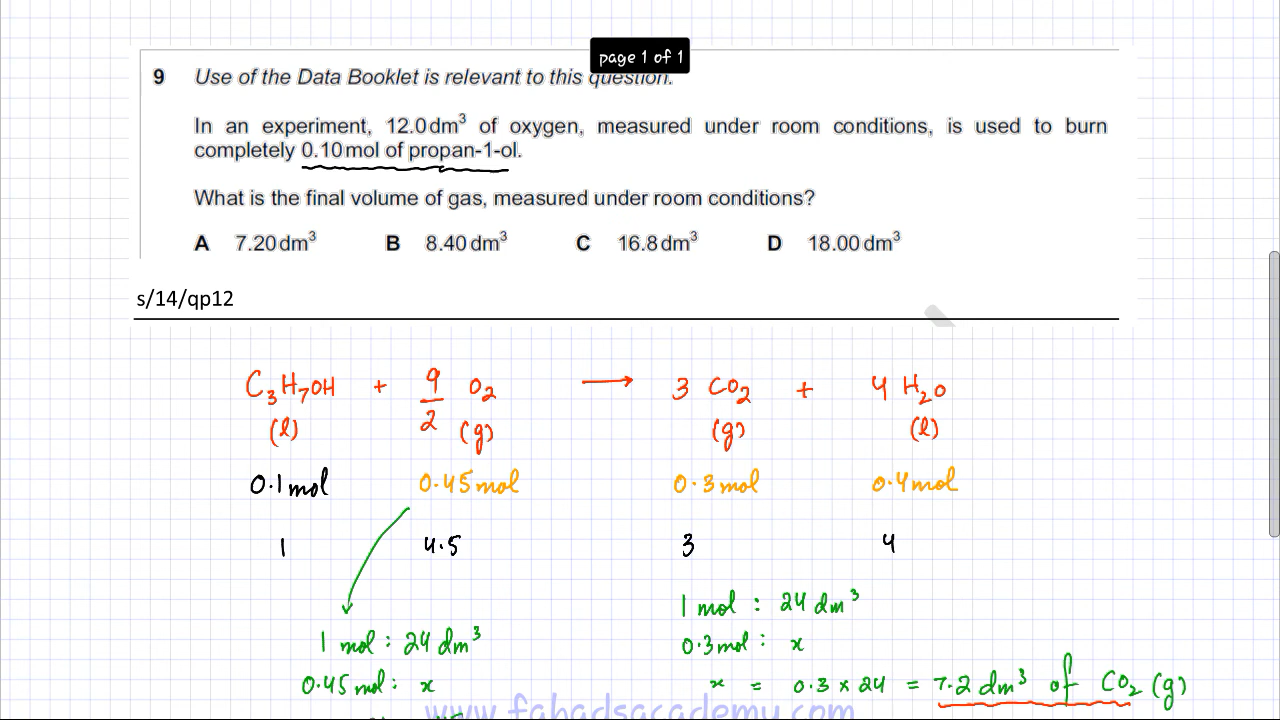 page 1 of 1
9 Use of the Data Booklet is relevant to this question.
In an experiment, 12.0 dm³ of oxygen, measured under room conditions, is used to burn
completely 0.10 mol of propan-1-ol.
What is the final volume of gas, measured under room conditions?
A 7.20 dm³ B 8.40 dm³ C 16.8 dm³ D 18.00 dm³
s/14/qp12
C₃H₇OH + 9/2 O₂ → 3 CO₂ + 4 H₂O
(l) (g) (g) (l)
0.1 mol 0.45 mol 0.3 mol 0.4 mol
1 4.5 3 4
1 mol : 24 dm³
0.3 mol : x
x = 0.3 × 24 = 7.2 dm³ of CO₂ (g)
1 mol : 24 dm³
0.45 mol : x
www.fahadsacademy.com